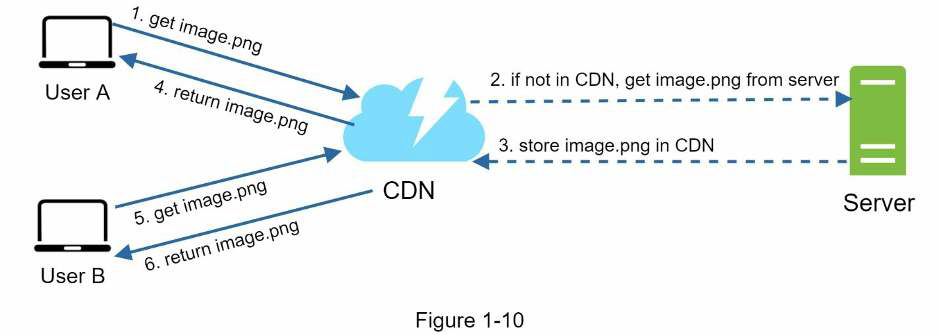 1. get image.png
User A
4. return image.png
2. if not in CDN, get image.png from server
3. store image.png in CDN
CDN
Server
5. get image.png
6. return image.png
User B
Figure 1-10